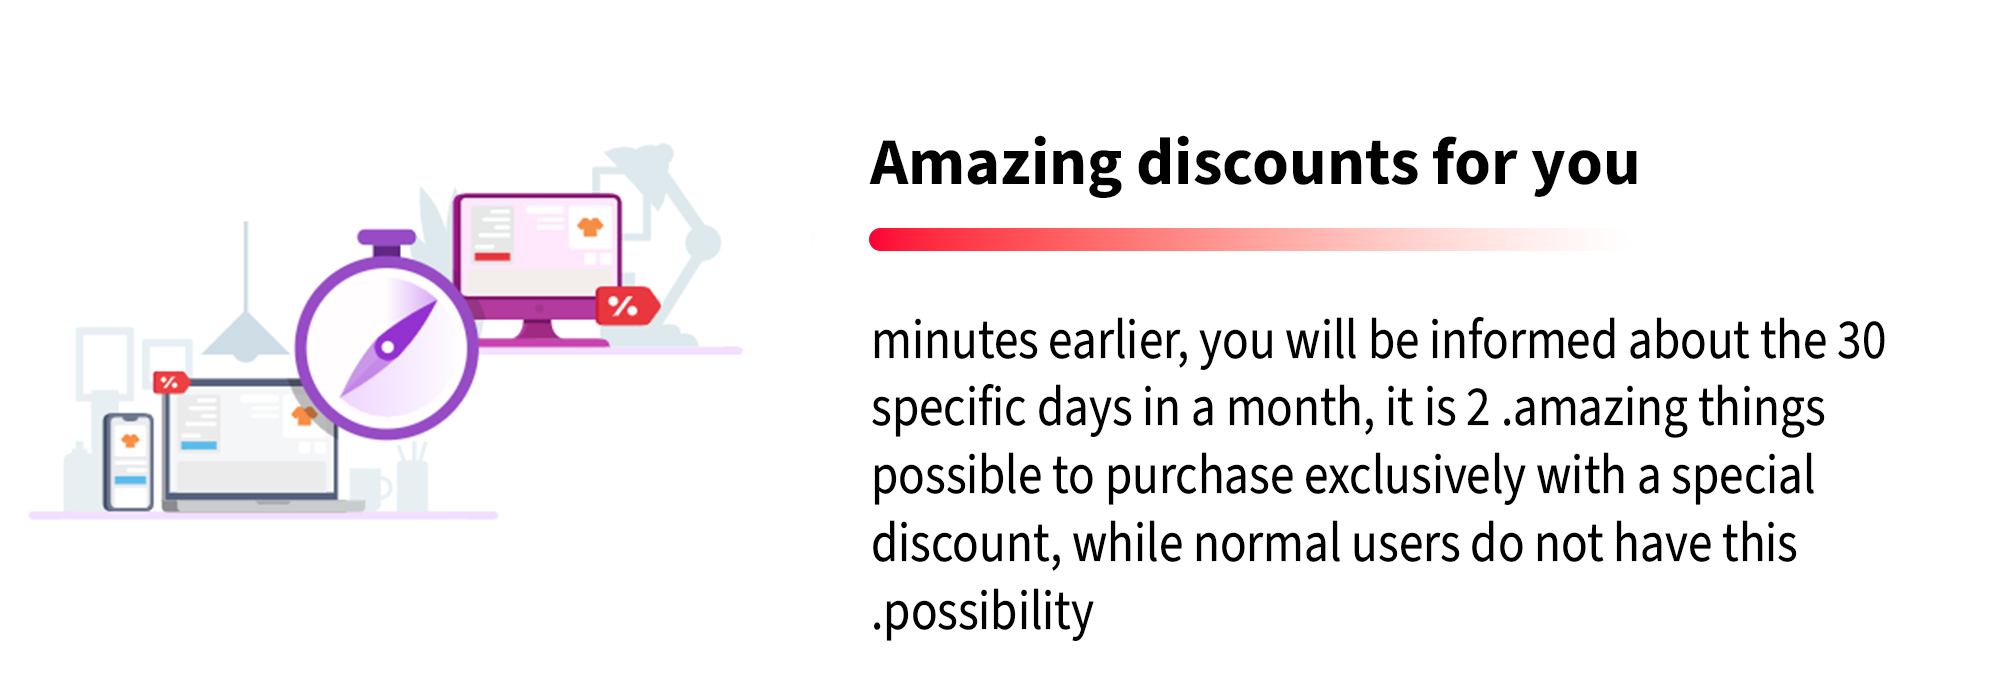 Amazing discounts for you
minutes earlier, you will be informed about the 30
specific days in a month, it is 2 .amazing things
possible to purchase exclusively with a special
discount, while normal users do not have this
.possibility
%
%